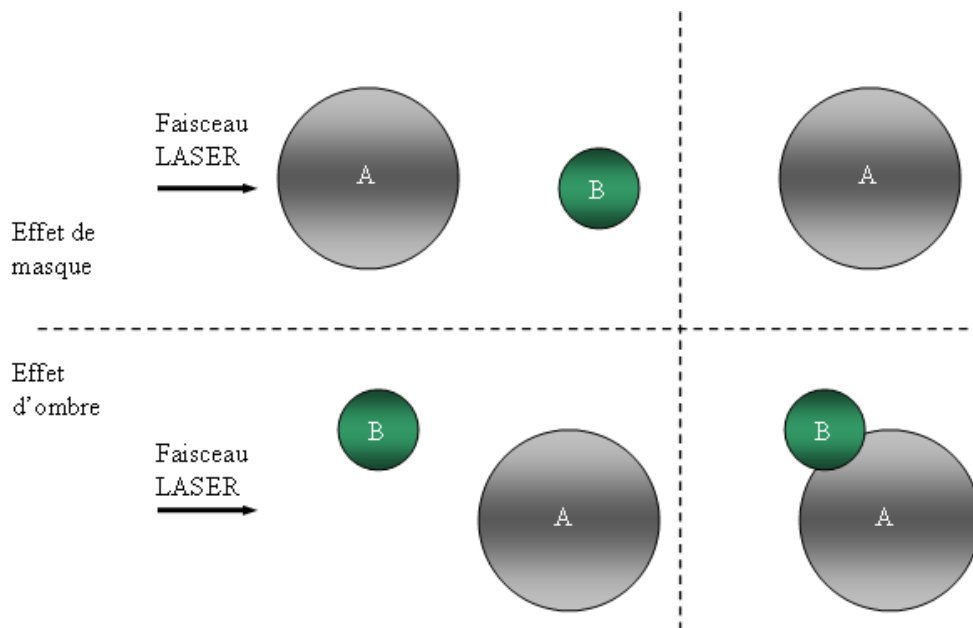 Faisceau
LASER
A
B
A
Effet de
masque
Effet
d'ombre
B
B
Faisceau
LASER
A
A